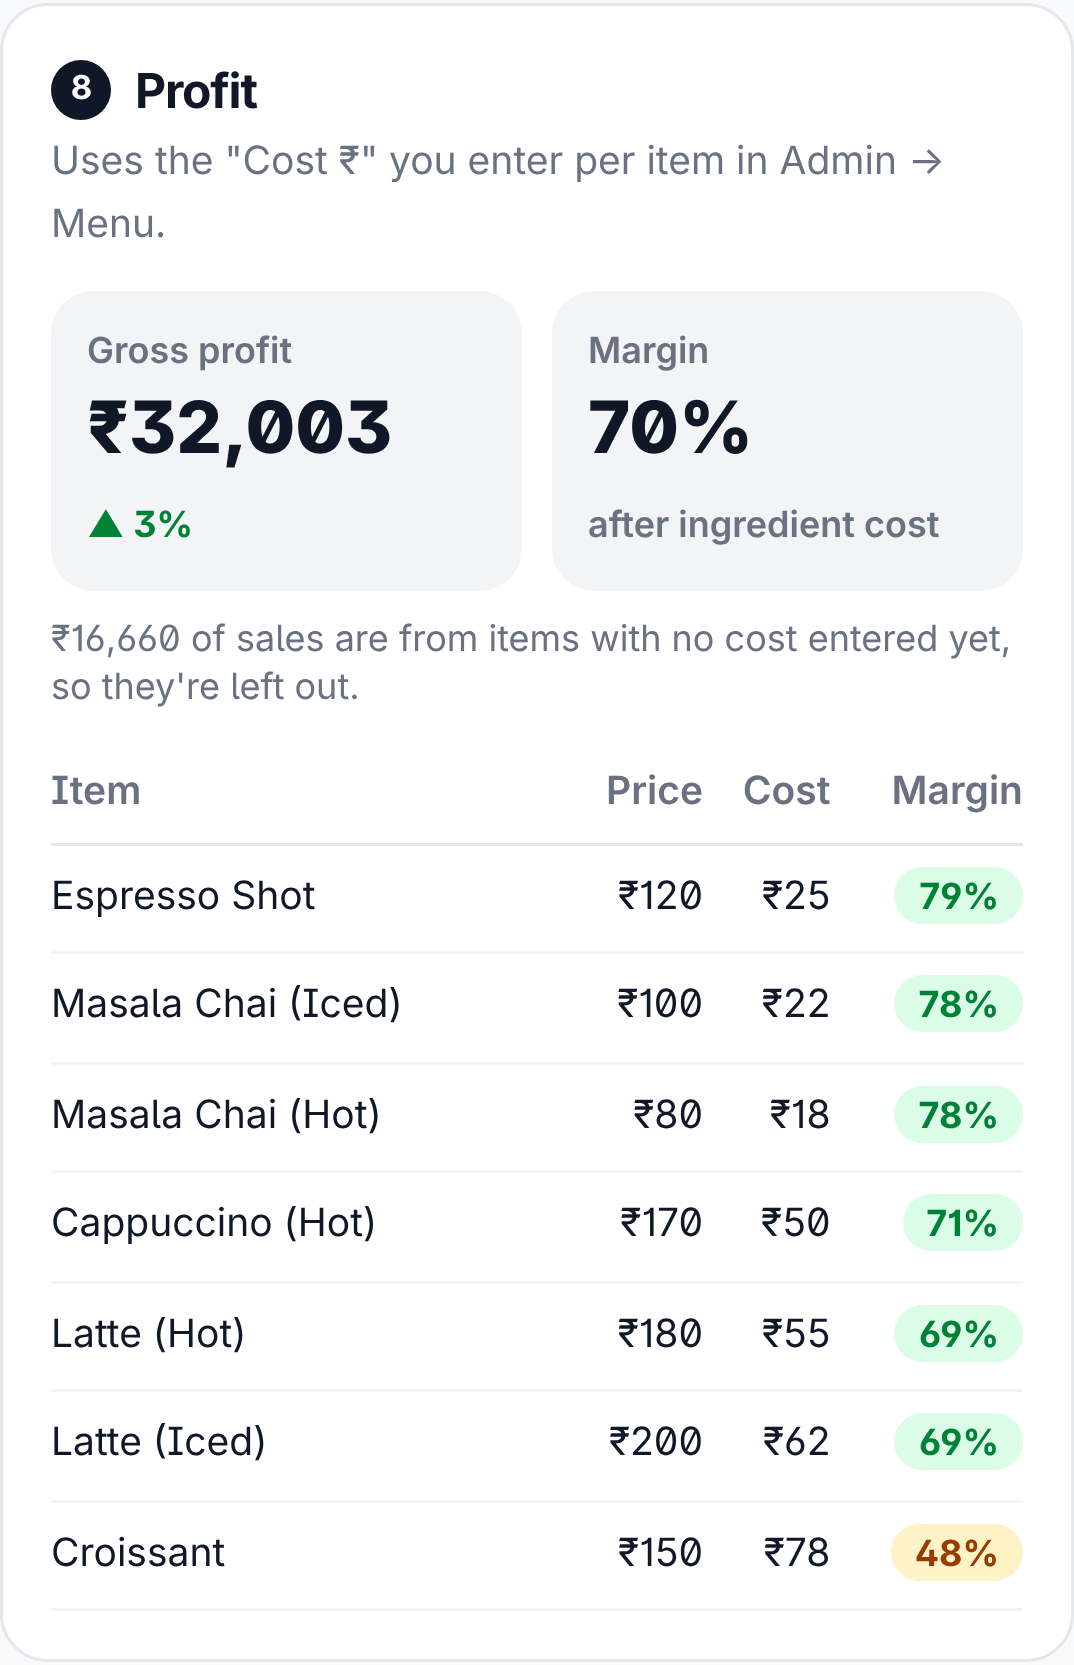 8 Profit
Uses the "Cost ₹" you enter per item in Admin →
Menu.
Gross profit
₹32,003
▲ 3%
Margin
70%
after ingredient cost
₹16,660 of sales are from items with no cost entered yet,
so they're left out.
Item Price Cost Margin
Espresso Shot ₹120 ₹25 79%
Masala Chai (Iced) ₹100 ₹22 78%
Masala Chai (Hot) ₹80 ₹18 78%
Cappuccino (Hot) ₹170 ₹50 71%
Latte (Hot) ₹180 ₹55 69%
Latte (Iced) ₹200 ₹62 69%
Croissant ₹150 ₹78 48%